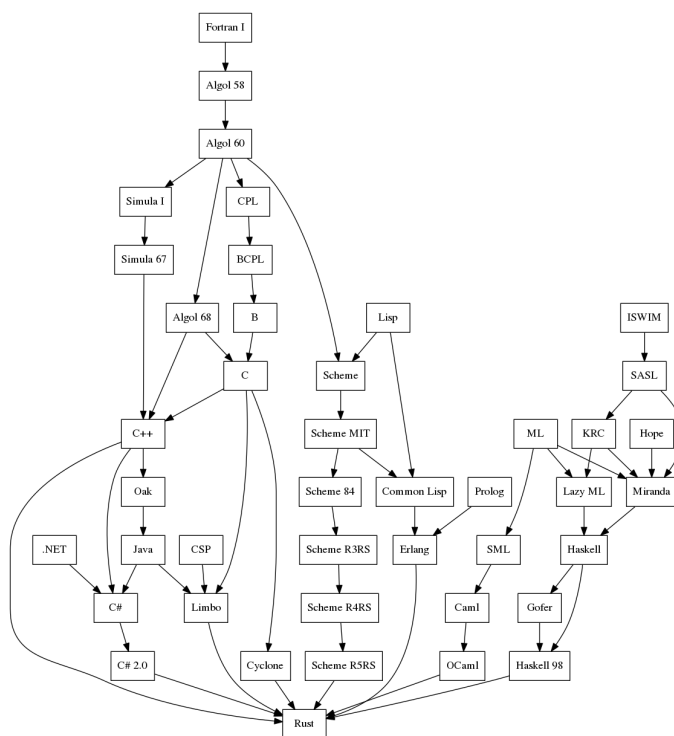 Fortran I
Algol 58
Algol 60
Simula I
CPL
Simula 67
BCPL
Algol 68
B
Lisp
ISWIM
C
Scheme
SASL
C++
Scheme MIT
ML
KRC
Hope
Oak
Scheme 84
Common Lisp
Prolog
Lazy ML
Miranda
.NET
Java
CSP
Scheme R3RS
Erlang
SML
Haskell
C#
Limbo
Scheme R4RS
Caml
Gofer
C# 2.0
Cyclone
Scheme R5RS
OCaml
Haskell 98
Rust